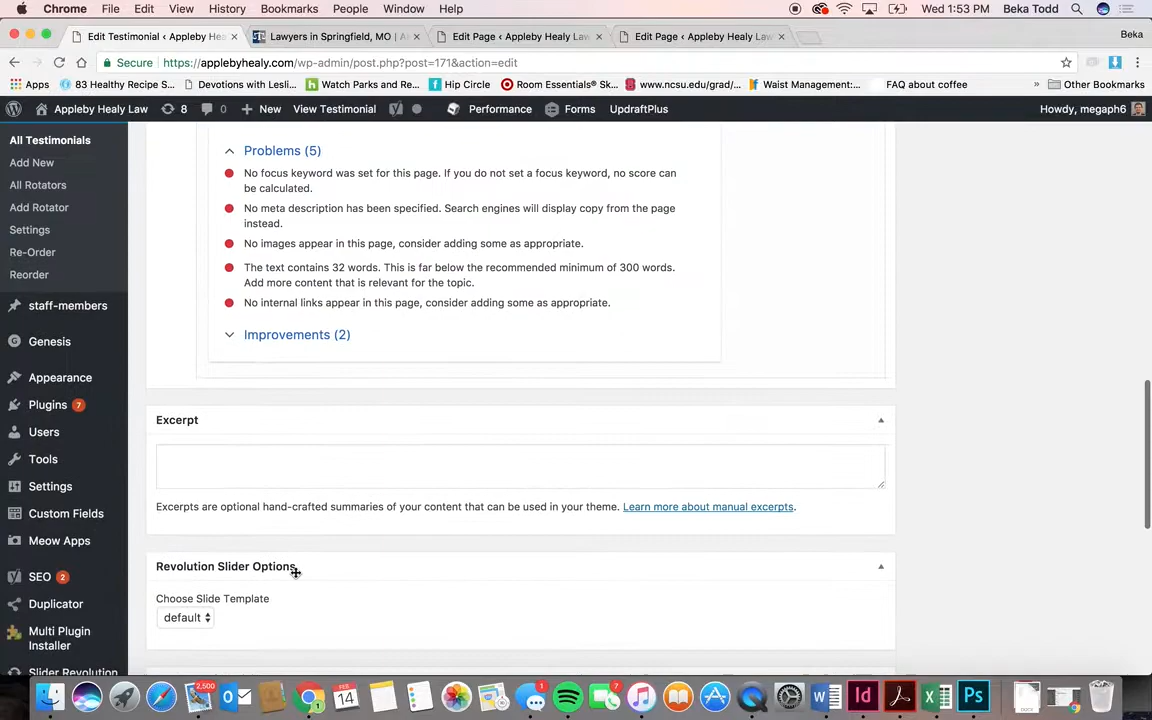 Chrome File Edit View History Bookmarks People Window Help Wed 1:53 PM Beka Todd
Edit Testimonial ‹ Appleby He Lawyers in Springfield, MO | A Edit Page ‹ Appleby Healy Law Edit Page ‹ Appleby Healy Law Beka
Secure https://applebyhealy.com/wp-admin/post.php?post=171&action=edit
Apps 83 Healthy Recipe S... Devotions with Lesli... Watch Parks and Re... Hip Circle Room Essentials® Sk... www.ncsu.edu/grad/... Waist Management:... FAQ about coffee » Other Bookmarks
Appleby Healy Law 8 0 New View Testimonial Performance Forms UpdraftPlus Howdy, megaph6
All Testimonials
Add New
All Rotators
Add Rotator
Settings
Re-Order
Reorder
staff-members
Genesis
Appearance
Plugins 7
Users
Tools
Settings
Custom Fields
Meow Apps
SEO 2
Duplicator
Multi Plugin
Installer
Slider Revolution
Problems (5)
No focus keyword was set for this page. If you do not set a focus keyword, no score can
be calculated.
No meta description has been specified. Search engines will display copy from the page
instead.
No images appear in this page, consider adding some as appropriate.
The text contains 32 words. This is far below the recommended minimum of 300 words.
Add more content that is relevant for the topic.
No internal links appear in this page, consider adding some as appropriate.
Improvements (2)
Excerpt
Excerpts are optional hand-crafted summaries of your content that can be used in your theme. Learn more about manual excerpts.
Revolution Slider Options
Choose Slide Template
default
2,500 FEB 14 1 7 W Id X Ps